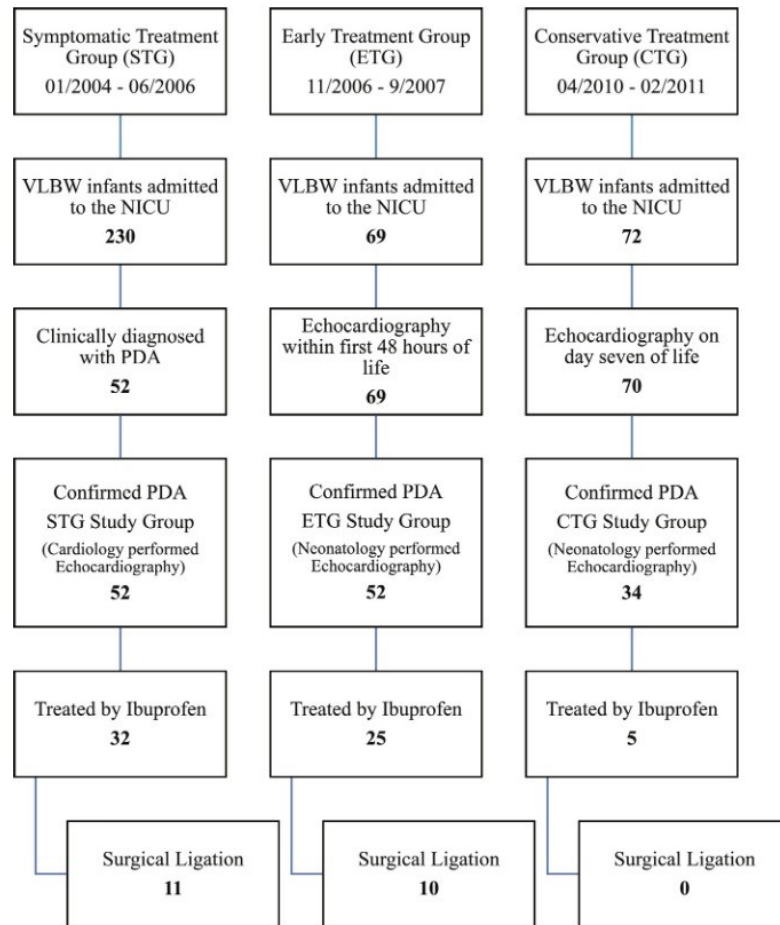 Symptomatic Treatment
Group (STG)
01/2004 - 06/2006
Early Treatment Group
(ETG)
11/2006 - 9/2007
Conservative Treatment
Group (CTG)
04/2010 - 02/2011
VLBW infants admitted
to the NICU
230
VLBW infants admitted
to the NICU
69
VLBW infants admitted
to the NICU
72
Clinically diagnosed
with PDA
52
Echocardiography
within first 48 hours of
life
69
Echocardiography on
day seven of life
70
Confirmed PDA
STG Study Group
(Cardiology performed
Echocardiography)
52
Confirmed PDA
ETG Study Group
(Neonatology performed
Echocardiography)
52
Confirmed PDA
CTG Study Group
(Neonatology performed
Echocardiography)
34
Treated by Ibuprofen
32
Treated by Ibuprofen
25
Treated by Ibuprofen
5
Surgical Ligation
11
Surgical Ligation
10
Surgical Ligation
0